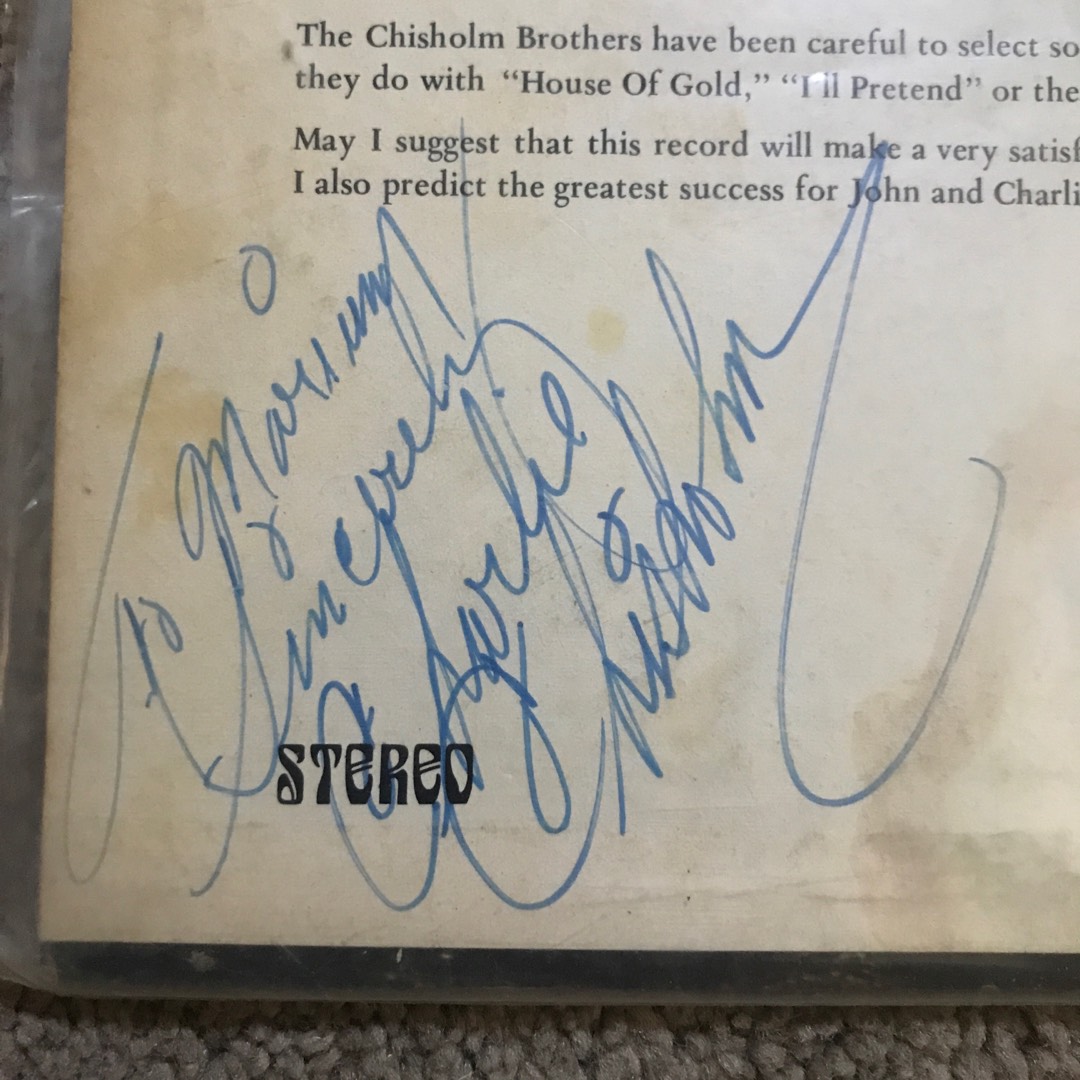 The Chisholm Brothers have been careful to select so
they do with “House Of Gold,” “I'll Pretend” or the
May I suggest that this record will make a very satisf
I also predict the greatest success for John and Charli
To
Sincerely
Charlie
Chisholm
STEREO